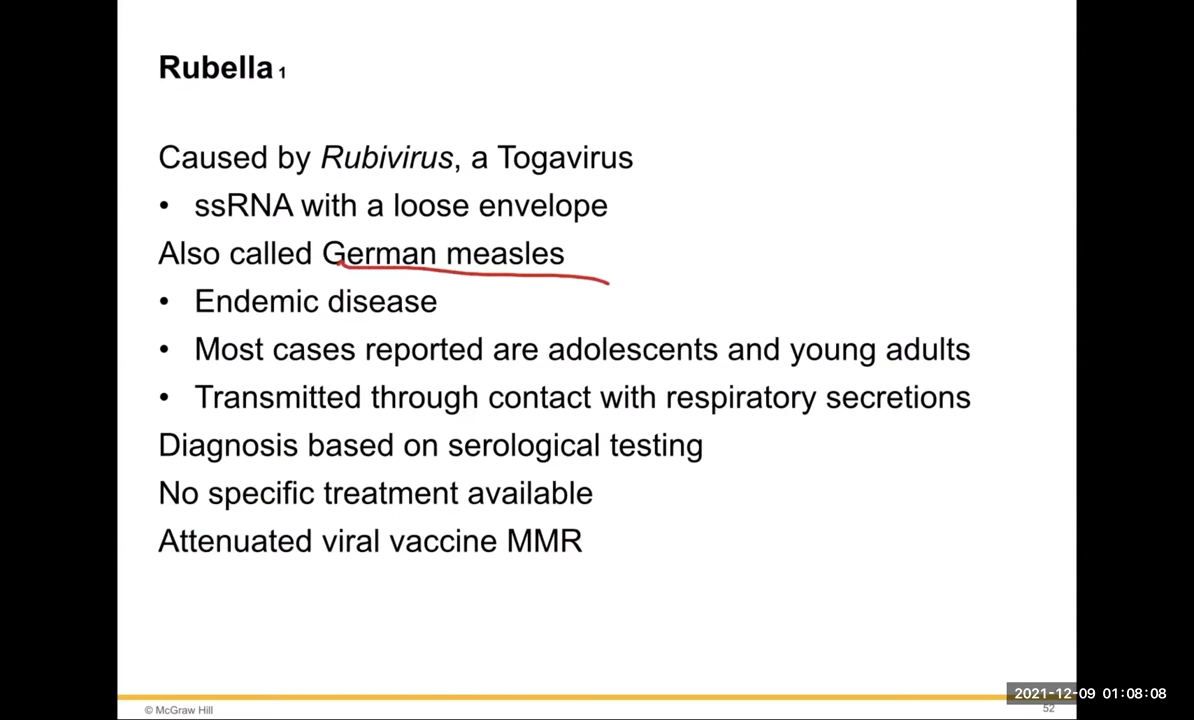 Rubella 1
Caused by Rubivirus, a Togavirus
• ssRNA with a loose envelope
Also called German measles
• Endemic disease
• Most cases reported are adolescents and young adults
• Transmitted through contact with respiratory secretions
Diagnosis based on serological testing
No specific treatment available
Attenuated viral vaccine MMR
2021-12-09 01:08:08
© McGraw Hill
52